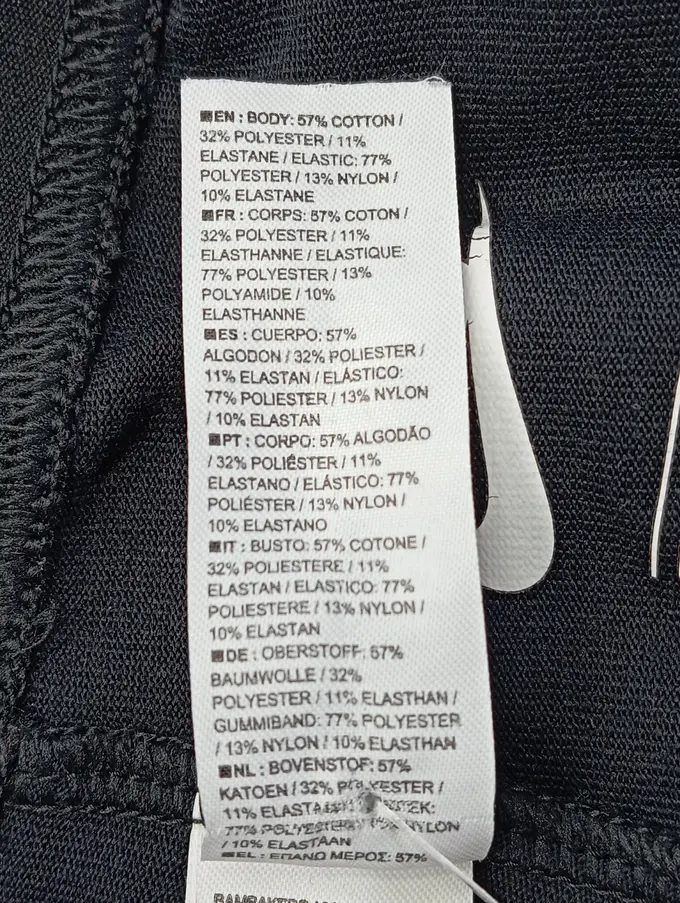 EN : BODY: 57% COTTON /
32% POLYESTER / 11%
ELASTANE / ELASTIC: 77%
POLYESTER / 13% NYLON /
10% ELASTANE
FR : CORPS: 57% COTON /
32% POLYESTER / 11%
ELASTHANNE / ELASTIQUE:
77% POLYESTER / 13%
POLYAMIDE / 10%
ELASTHANNE
ES : CUERPO: 57%
ALGODON / 32% POLIESTER /
11% ELASTAN / ELÁSTICO:
77% POLIESTER / 13% NYLON
/ 10% ELASTAN
PT : CORPO: 57% ALGODÃO
/ 32% POLIÉSTER / 11%
ELASTANO / ELÁSTICO: 77%
POLIÉSTER / 13% NYLON /
10% ELASTANO
IT : BUSTO: 57% COTONE /
32% POLIESTERE / 11%
ELASTAN / ELASTICO: 77%
POLIESTERE / 13% NYLON /
10% ELASTAN
DE : OBERSTOFF: 57%
BAUMWOLLE / 32%
POLYESTER / 11% ELASTHAN /
GUMMIBAND: 77% POLYESTER
/ 13% NYLON / 10% ELASTHAN
NL : BOVENSTOF: 57%
KATOEN / 32% POLYESTER /
11%
77% POLYESTER NYLON
/ 10% ELASTAAN
EL : ΕΠΑΝΩ ΜΕΡΟΣ: 57%